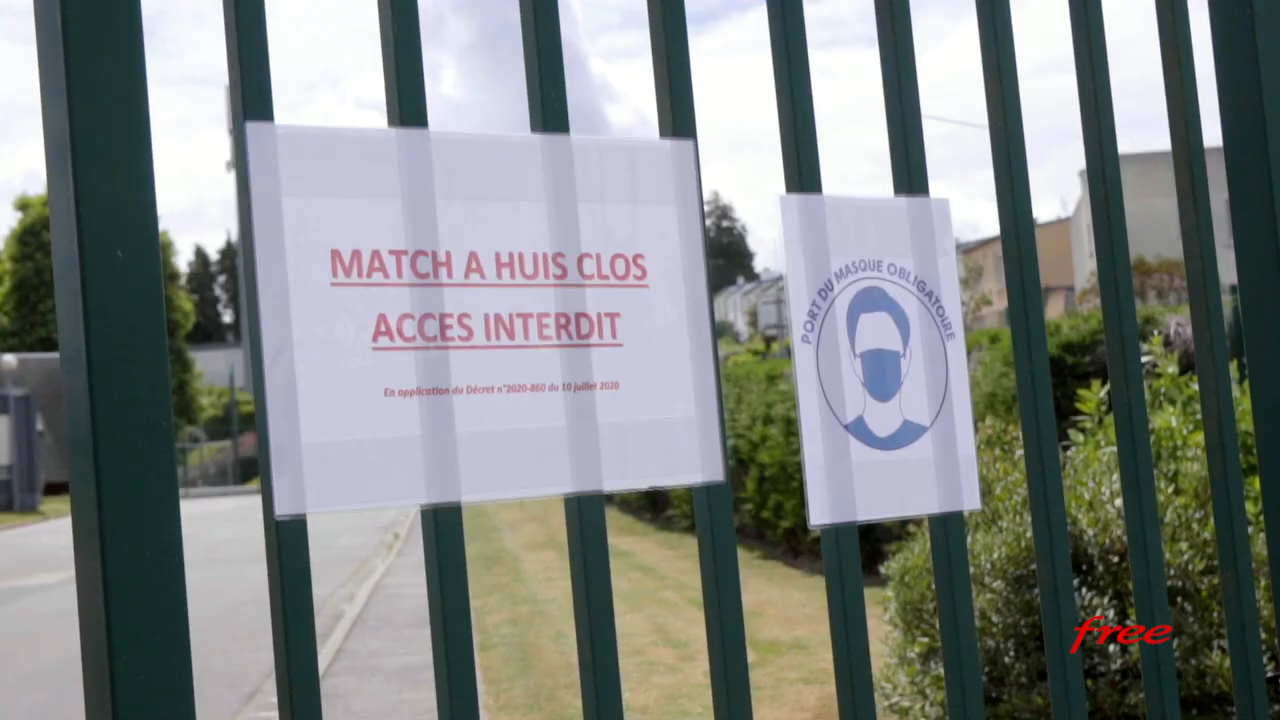 MATCH A HUIS CLOS
ACCES INTERDIT
En application du Décret n°2020-860 du 10 juillet 2020
PORT DU MASQUE OBLIGATOIRE
free